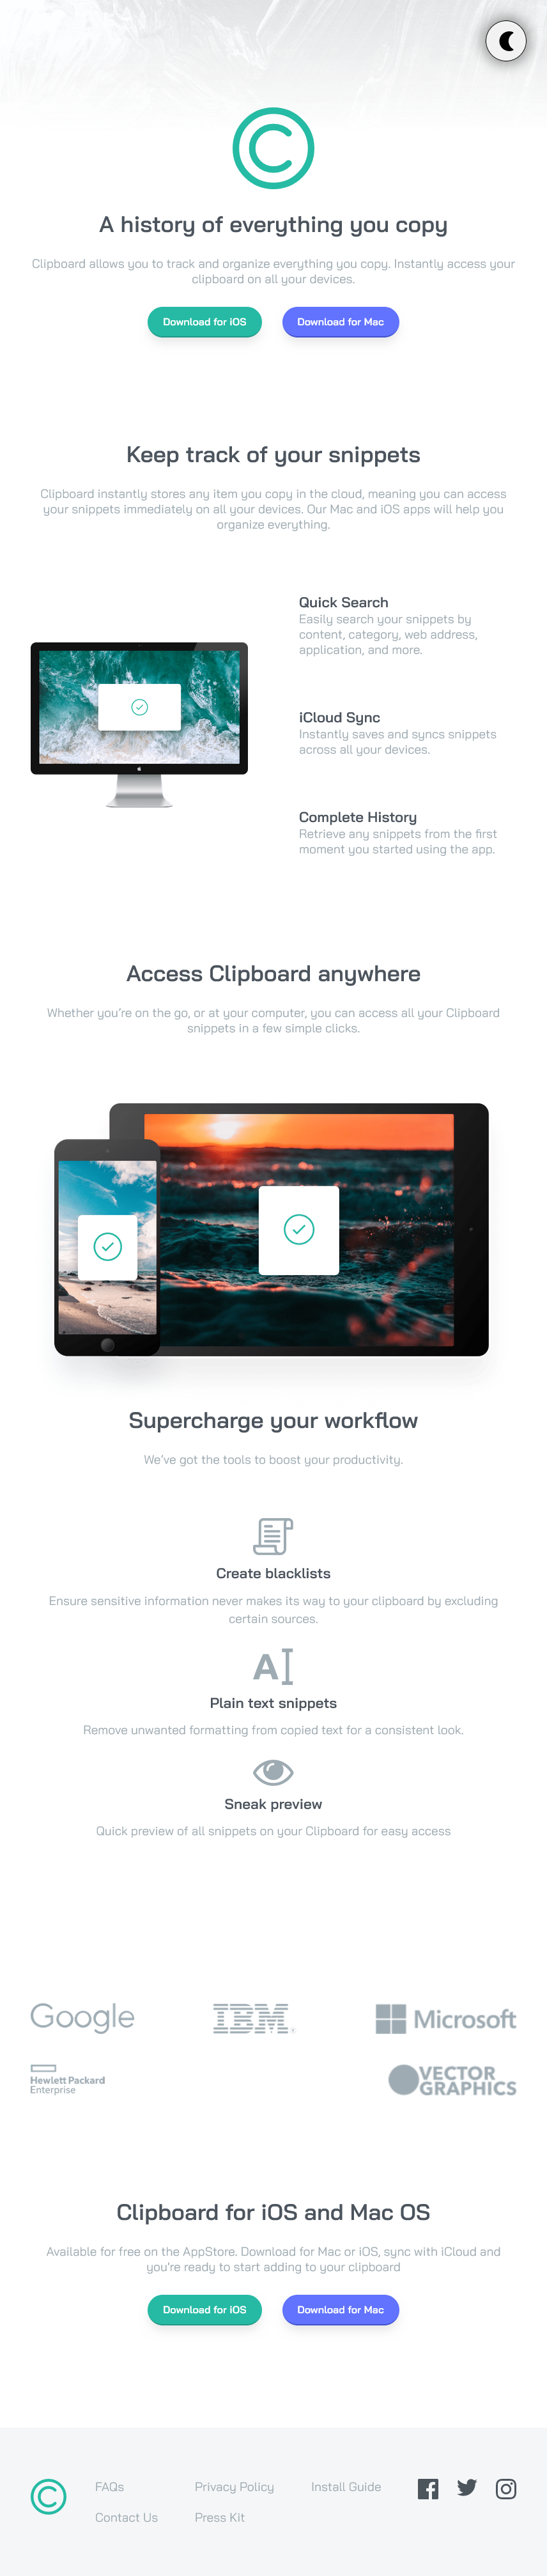 A history of everything you copy
Clipboard allows you to track and organize everything you copy. Instantly access your
clipboard on all your devices.
Download for iOS
Download for Mac
Keep track of your snippets
Clipboard instantly stores any item you copy in the cloud, meaning you can access
your snippets immediately on all your devices. Our Mac and iOS apps will help you
organize everything.
Quick Search
Easily search your snippets by
content, category, web address,
application, and more.
iCloud Sync
Instantly saves and syncs snippets
across all your devices.
Complete History
Retrieve any snippets from the first
moment you started using the app.
Access Clipboard anywhere
Whether you're on the go, or at your computer, you can access all your Clipboard
snippets in a few simple clicks.
Supercharge your workflow
We've got the tools to boost your productivity.
Create blacklists
Ensure sensitive information never makes its way to your clipboard by excluding
certain sources.
A
Plain text snippets
Remove unwanted formatting from copied text for a consistent look.
Sneak preview
Quick preview of all snippets on your Clipboard for easy access
Google
IBM
Microsoft
Hewlett Packard
Enterprise
VECTOR
GRAPHICS
Clipboard for iOS and Mac OS
Available for free on the AppStore. Download for Mac or iOS, sync with iCloud and
you're ready to start adding to your clipboard
Download for iOS
Download for Mac
FAQs
Privacy Policy
Install Guide
Contact Us
Press Kit